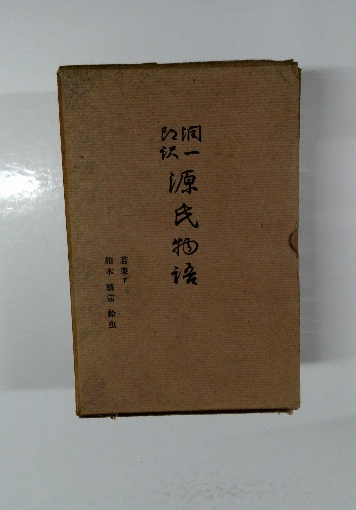 潤一
郎訳
源氏物語
若菜下
柏木 横笛 鈴虫